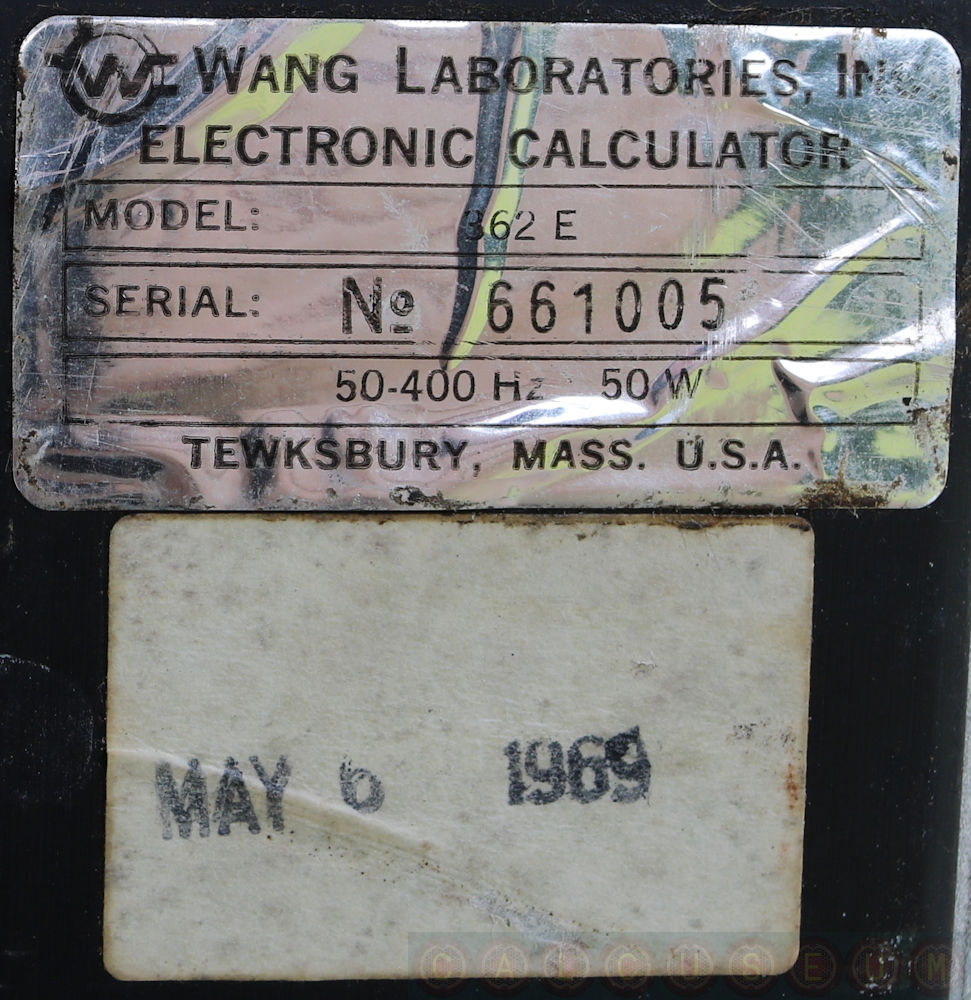 W WANG LABORATORIES, INC.
ELECTRONIC CALCULATOR
MODEL: 362 E
SERIAL: № 661005
50-400 Hz 50 W
TEWKSBURY, MASS. U.S.A.
MAY 6 1969
CALCUSEUM